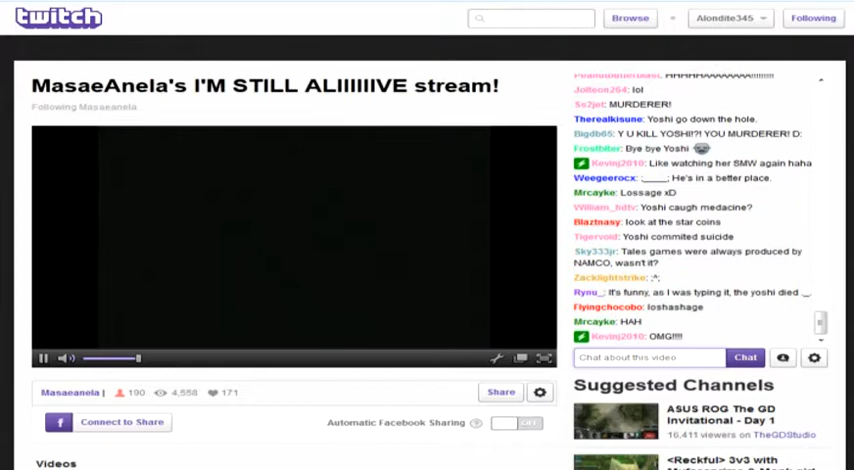 twitch
Browse
Alondite345
Following
MasaeAnela's I'M STILL ALIIIIIIVE stream!
Following Masaeanela
Jolteon264: lol
Ss2jet: MURDERER!
Therealkisune: Yoshi go down the hole.
Bigdb65: Y U KILL YOSHI!?! YOU MURDERER! D:
Frostbiter: Bye bye Yoshi
Kevinj2010: Like watching her SMW again haha
Weegeerocx: ;_____; He's in a better place.
Mrcayke: Lossage xD
William_hdtv: Yoshi caugh medacine?
Blaztnasy: look at the star coins
Tigervoid: Yoshi commited suicide
Sky333jr: Tales games were always produced by
NAMCO, wasn't it?
Zacklightstrike: ;^;
Rynu_: It's funny, as I was typing it, the yoshi died ._.
Flyingchocobo: loshashage
Mrcayke: HAH
Kevinj2010: OMG!!!!
Chat about this video
Chat
Masaeanela | 190 4,558 171
Share
f Connect to Share
Automatic Facebook Sharing ? OFF
Suggested Channels
ASUS ROG The GD
Invitational - Day 1
16,411 viewers on TheGDStudio
<Reckful> 3v3 with
Videos